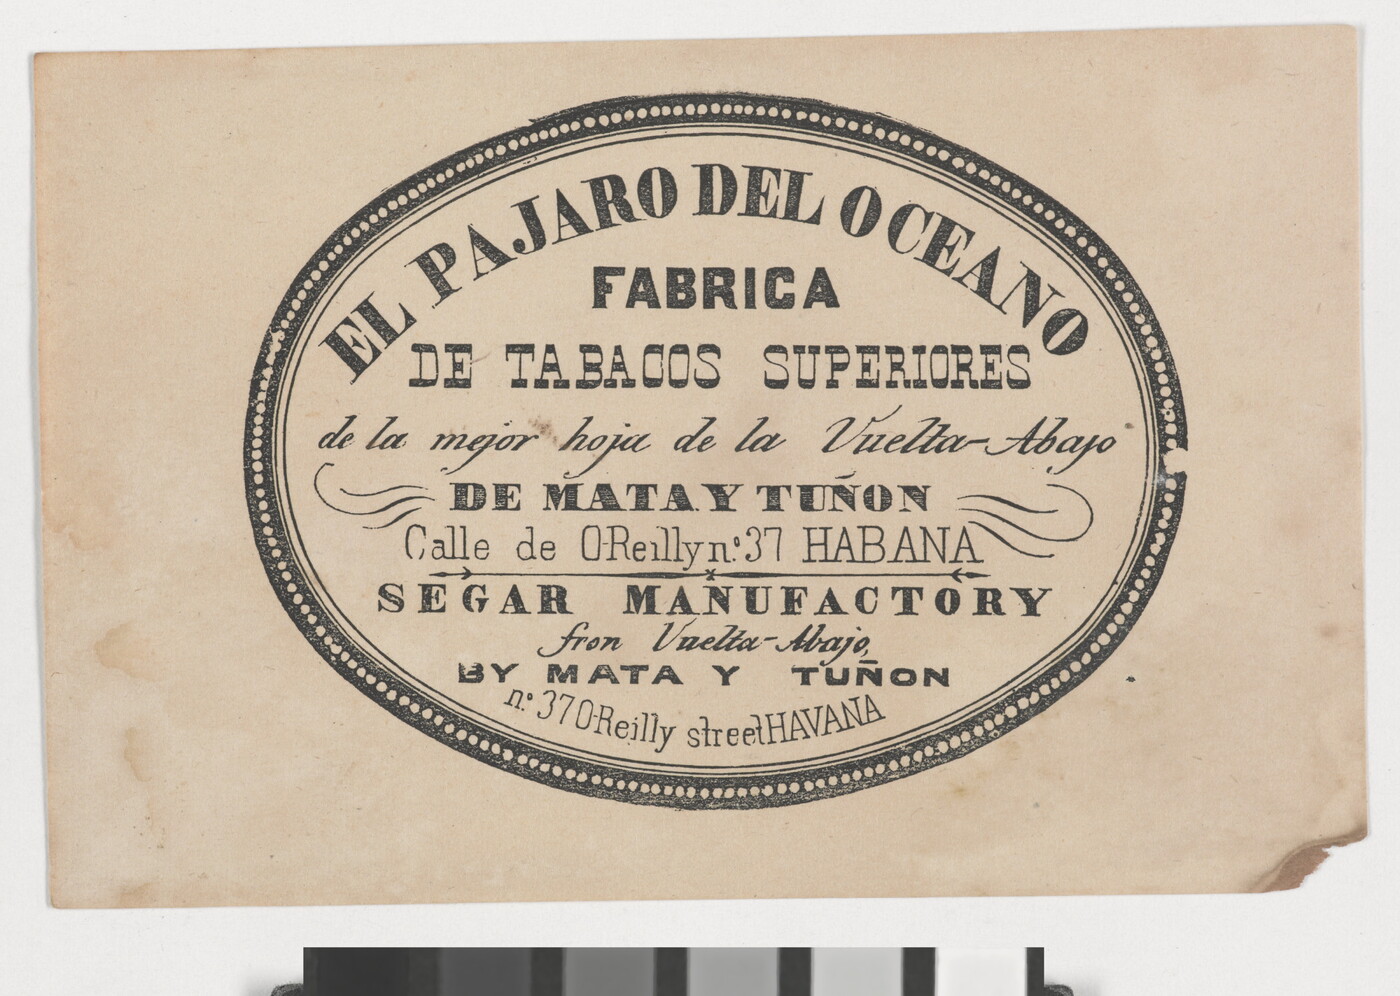 EL PAJARO DEL OCEANO
FABRICA
DE TABACOS SUPERIORES
de la mejor hoja de la Vuelta-Abajo
DE MATA Y TUÑON
Calle de O·Reilly nº 37 HABANA
SEGAR MANUFACTORY
fron Vuelta-Abajo,
BY MATA Y TUÑON
nº 37 O·Reilly street HAVANA